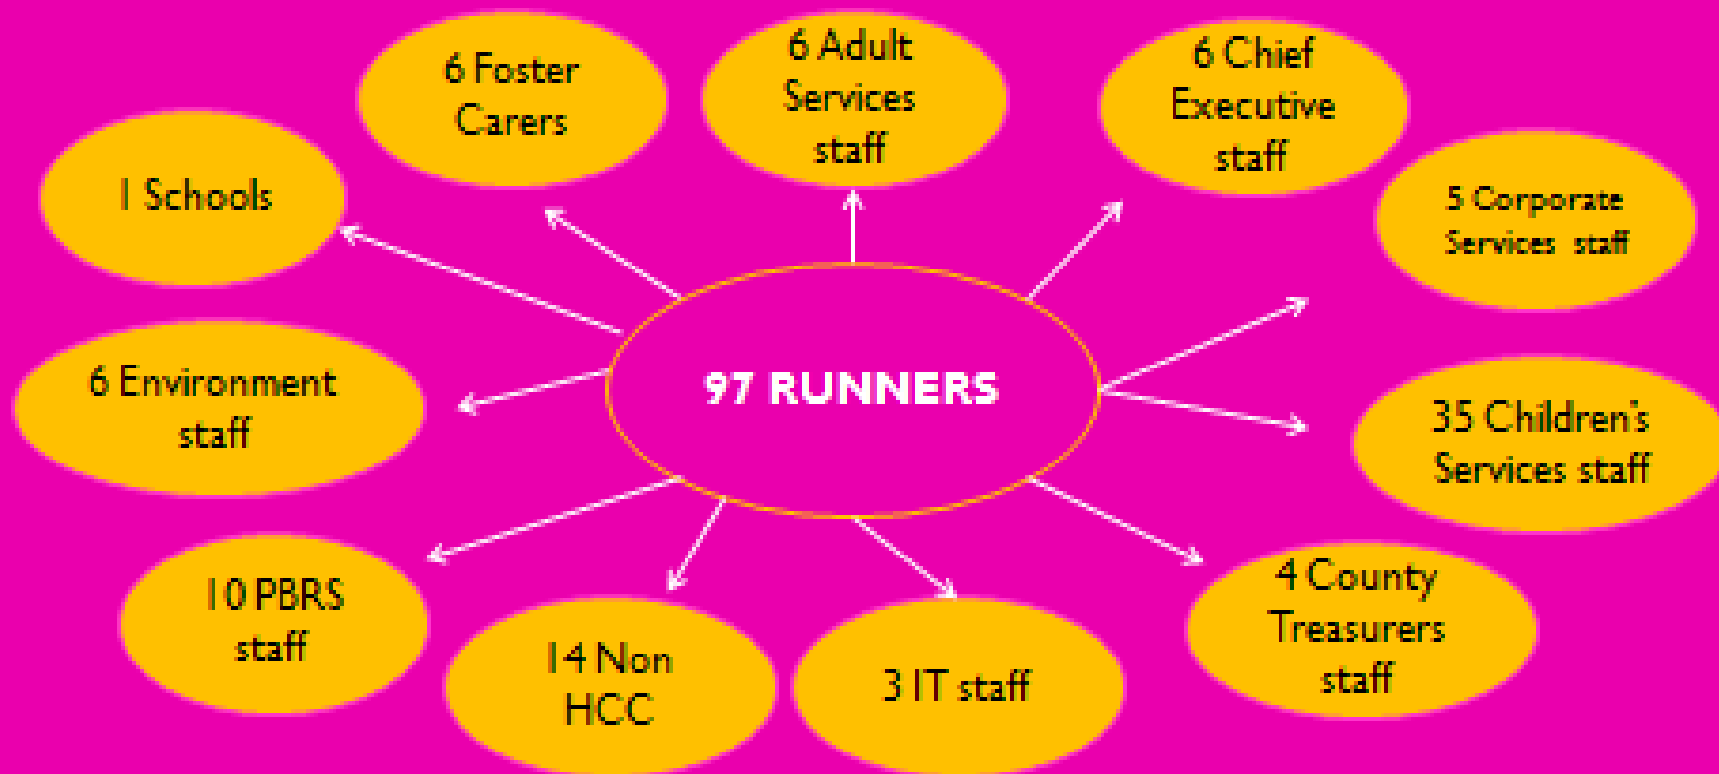 6 Foster
Carers
6 Adult
Services
staff
6 Chief
Executive
staff
1 Schools
5 Corporate
Services staff
97 RUNNERS
6 Environment
staff
35 Children's
Services staff
10 PBRS
staff
14 Non
HCC
3 IT staff
4 County
Treasurers
staff